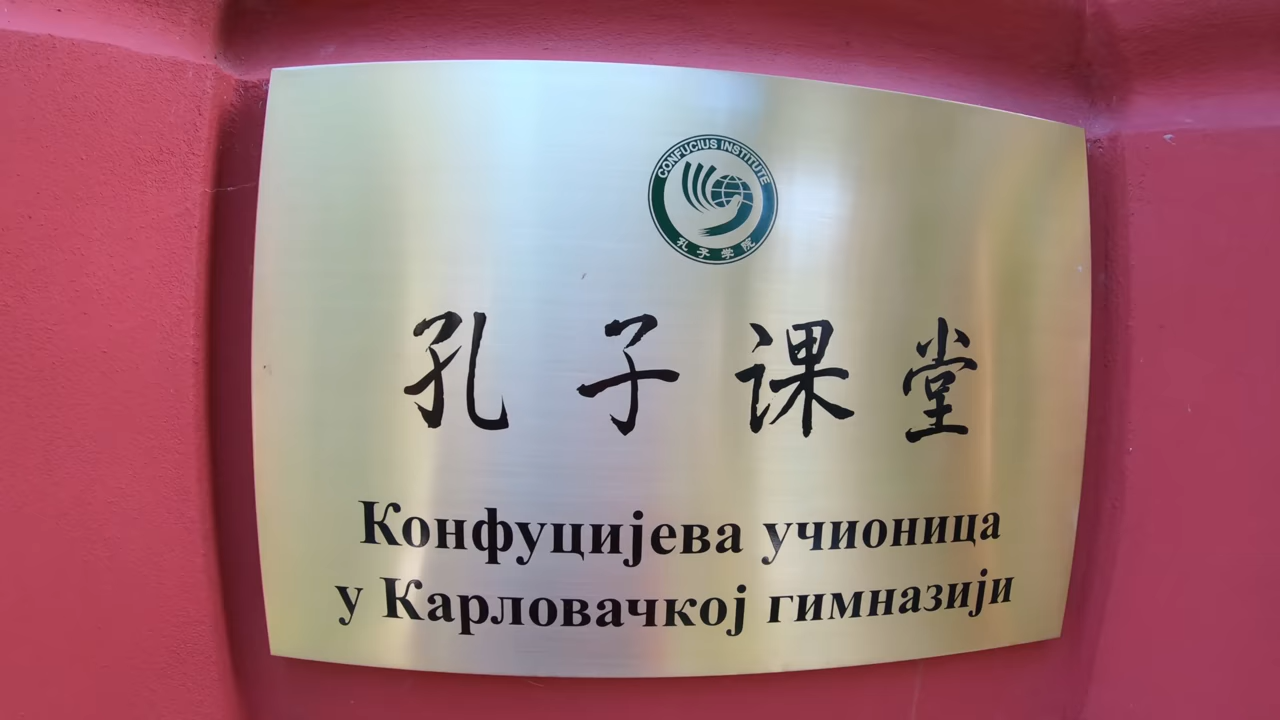 CONFUCIUS INSTITUTE
孔子学院
孔子课堂
Конфуцијева учионица
у Карловачкој гимназији